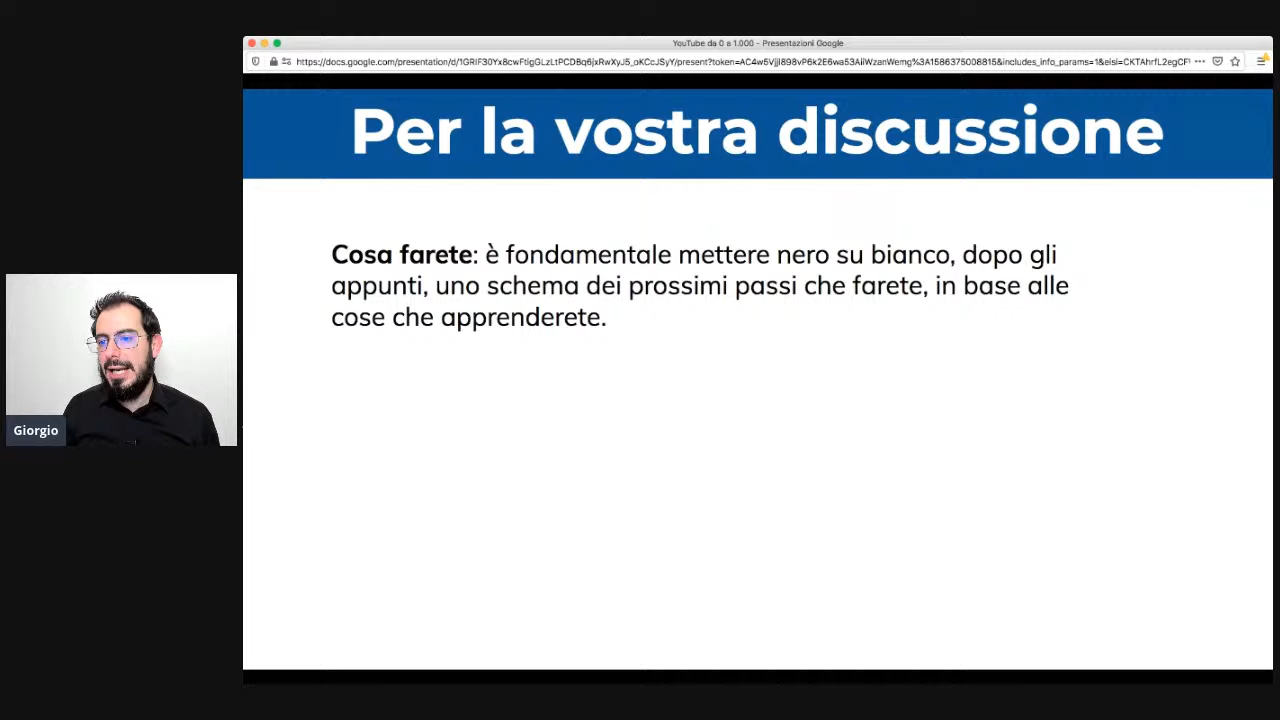 YouTube da 0 a 1.000 - Presentazioni Google
Per la vostra discussione
Cosa farete: è fondamentale mettere nero su bianco, dopo gli
appunti, uno schema dei prossimi passi che farete, in base alle
cose che apprenderete.
Giorgio